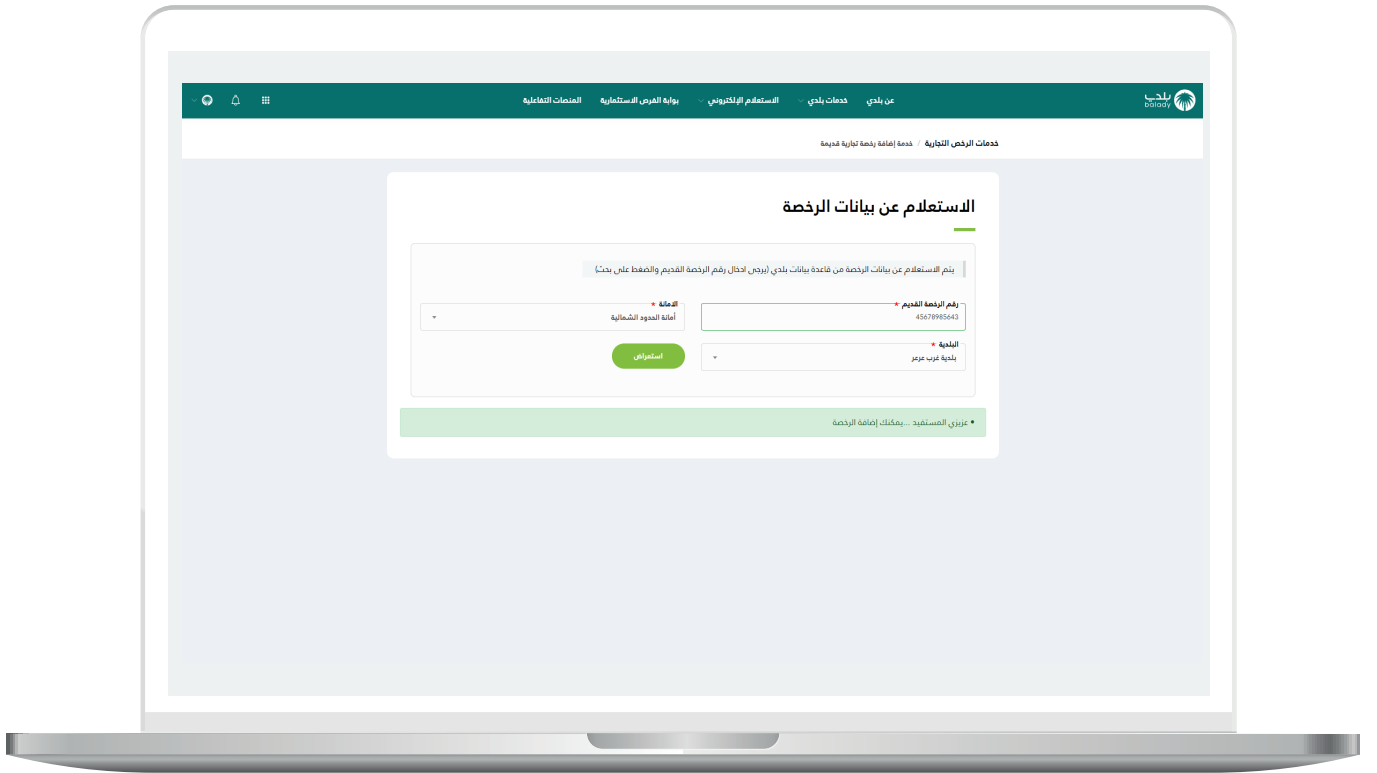 بلدي
balady
عن بلدي خدمات بلدي الاستعلام الإلكتروني بوابة الفرص الاستثمارية المنصات التفاعلية
خدمات الرخص التجارية / خدمة إضافة رخصة تجارية قديمة
الاستعلام عن بيانات الرخصة
يتم الاستعلام عن بيانات الرخصة من قاعدة بيانات بلدي (يرجى ادخال رقم الرخصة القديم والضغط على بحث)
رقم الرخصة القديم *
45678985643
الامانة *
أمانة الحدود الشمالية
البلدية *
بلدية غرب عرعر
استعراض
• عزيزي المستفيد ...يمكنك إضافة الرخصة